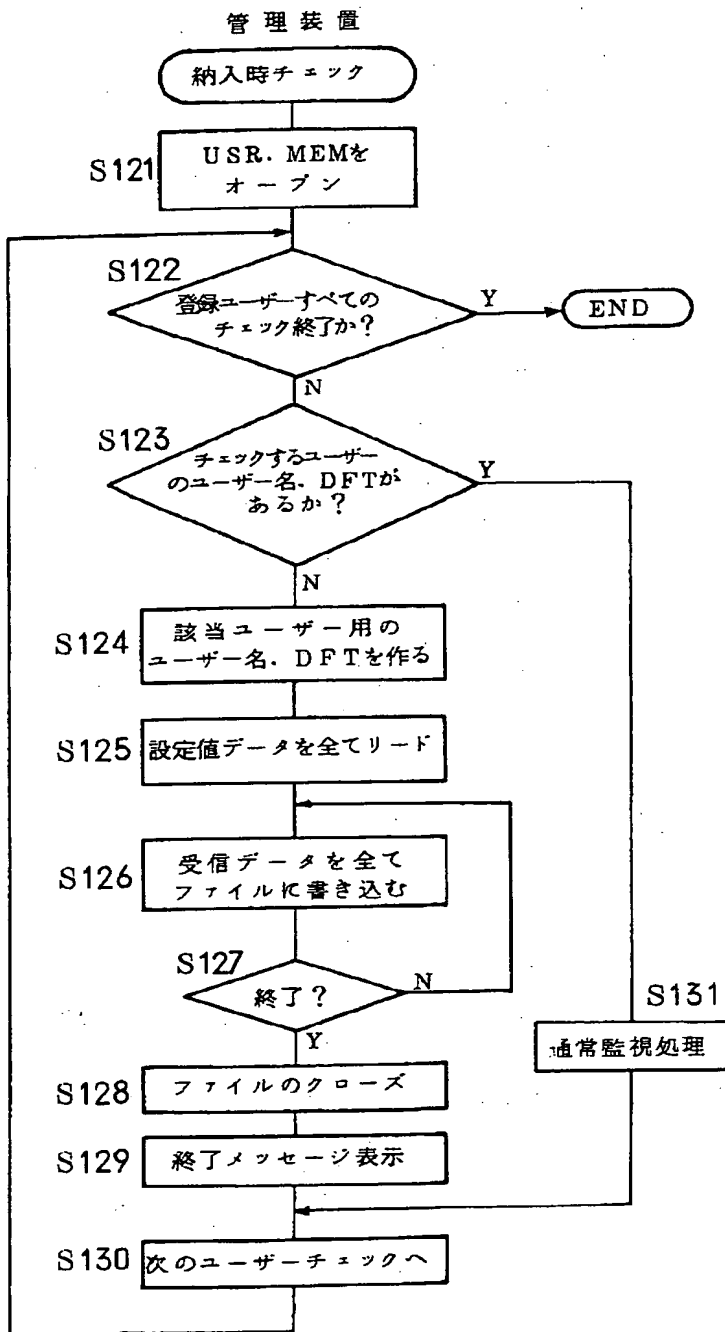 管理装置
納入時チェック
S121
USR.MEMを
オープン
S122
登録ユーザーすべての
チェック終了か?
Y
END
N
S123
チェックするユーザー
のユーザー名.DFTが
あるか?
Y
N
S124
該当ユーザー用の
ユーザー名.DFTを作る
S125
設定値データを全てリード
S126
受信データを全て
ファイルに書き込む
S127
終了?
N
Y
S131
通常監視処理
S128
ファイルのクローズ
S129
終了メッセージ表示
S130
次のユーザーチェックへ